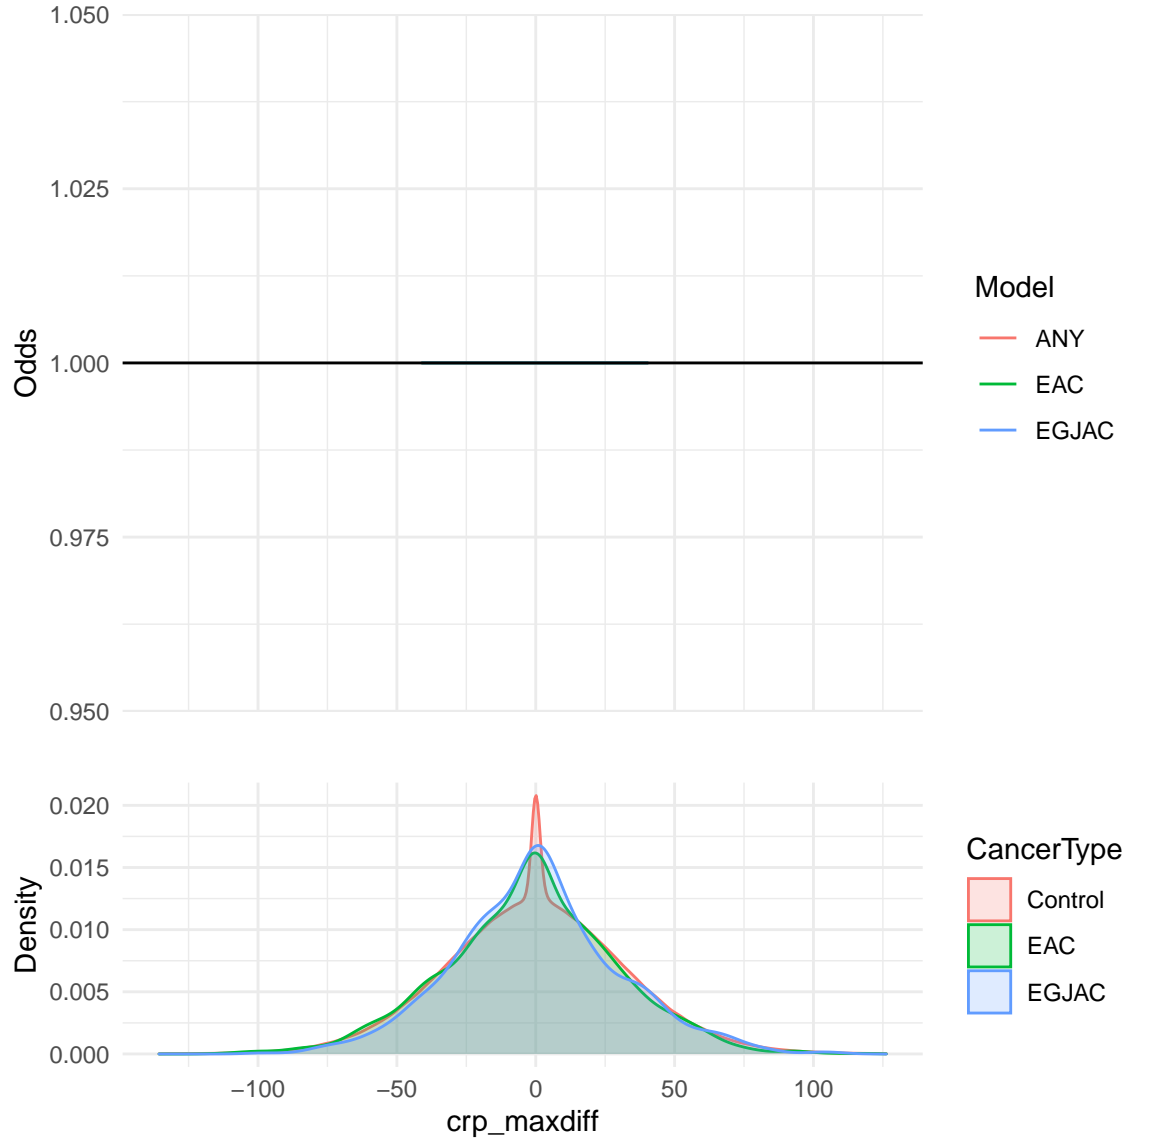 1.050
1.025
1.000
0.975
0.950
Odds
Model
ANY
EAC
EGJAC
0.020
0.015
0.010
0.005
0.000
Density
−100
−50
0
50
100
crp_maxdiff
CancerType
Control
EAC
EGJAC